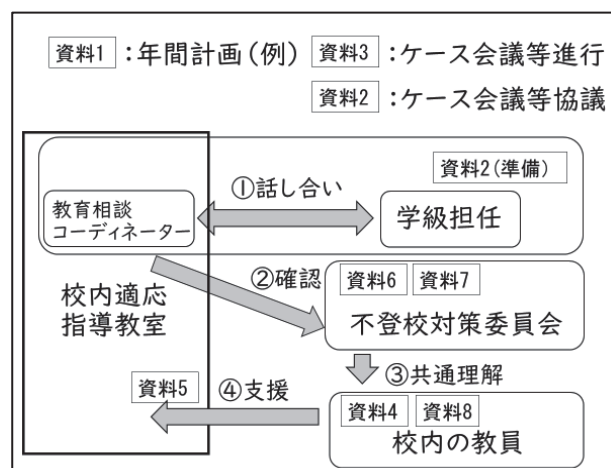 資料1：年間計画(例) 資料3：ケース会議等進行
資料2：ケース会議等協議
資料2(準備)
①話し合い
教育相談
コーディネーター
学級担任
②確認
資料6 資料7
不登校対策委員会
校内適応
指導教室
③共通理解
資料5 ④支援
資料4 資料8
校内の教員